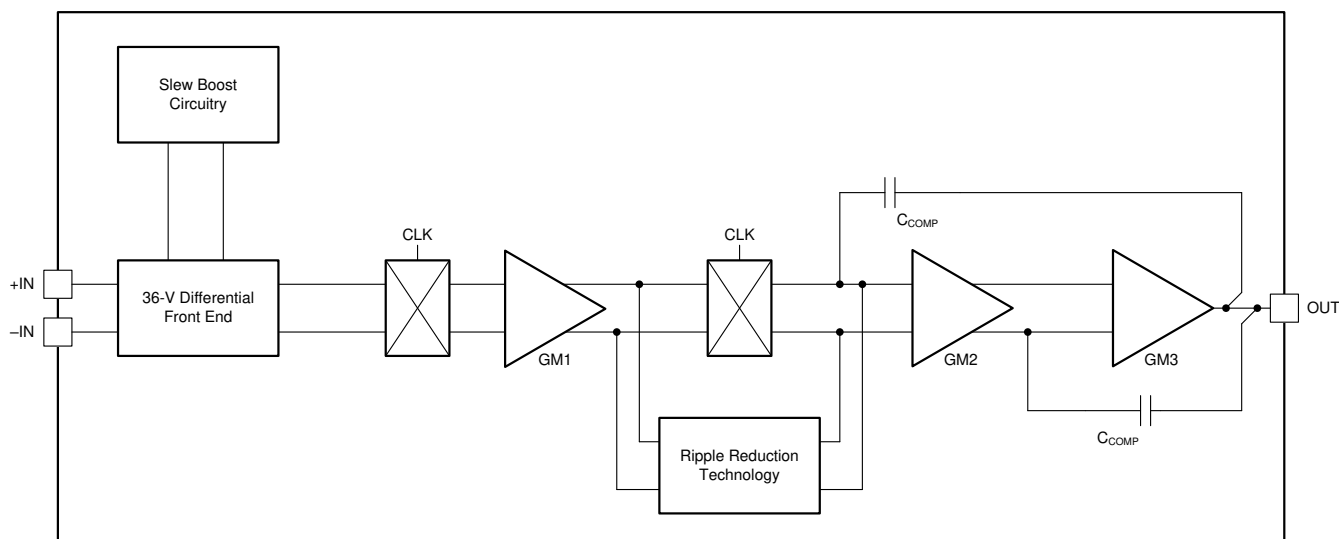 Slew Boost
Circuitry
CLK
CLK
C_COMP
+IN
36-V Differential
Front End
–IN
OUT
GM1
GM2
GM3
Ripple Reduction
Technology
C_COMP